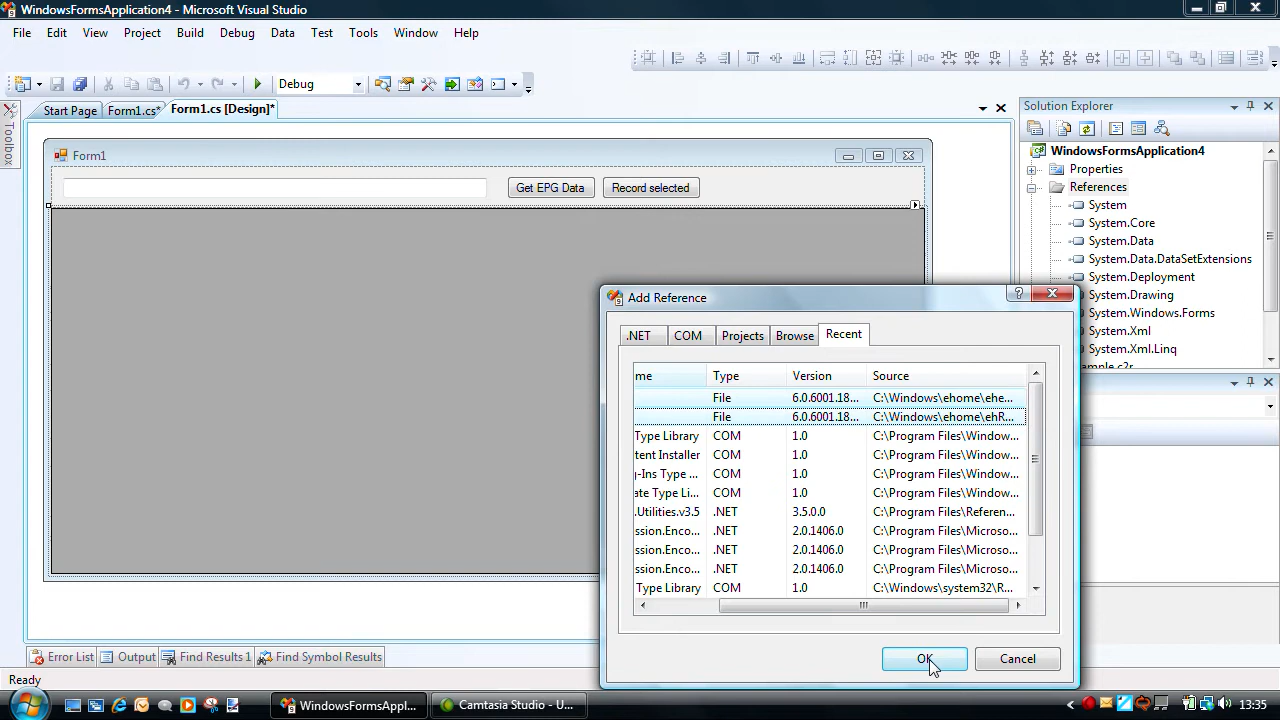 WindowsFormsApplication4 - Microsoft Visual Studio
File Edit View Project Build Debug Data Test Tools Window Help
Debug
Start Page Form1.cs* Form1.cs [Design]*
Toolbox
Form1
Get EPG Data Record selected
Solution Explorer
WindowsFormsApplication4
Properties
References
System
System.Core
System.Data
System.Data.DataSetExtensions
System.Deployment
System.Drawing
System.Windows.Forms
System.Xml
System.Xml.Linq
Add Reference
.NET COM Projects Browse Recent
me Type Version Source
File 6.0.6001.18... C:\Windows\ehome\ehe...
File 6.0.6001.18... C:\Windows\ehome\ehR...
Type Library COM 1.0 C:\Program Files\Window...
tent Installer COM 1.0 C:\Program Files\Window...
g-Ins Type ... COM 1.0 C:\Program Files\Window...
ate Type Li... COM 1.0 C:\Program Files\Window...
.Utilities.v3.5 .NET 3.5.0.0 C:\Program Files\Referen...
ssion.Enco... .NET 2.0.1406.0 C:\Program Files\Microso...
ssion.Enco... .NET 2.0.1406.0 C:\Program Files\Microso...
ssion.Enco... .NET 2.0.1406.0 C:\Program Files\Microso...
Type Library COM 1.0 C:\Windows\system32\R...
OK Cancel
Error List Output Find Results 1 Find Symbol Results
Ready
WindowsFormsAppl... Camtasia Studio - U... 13:35